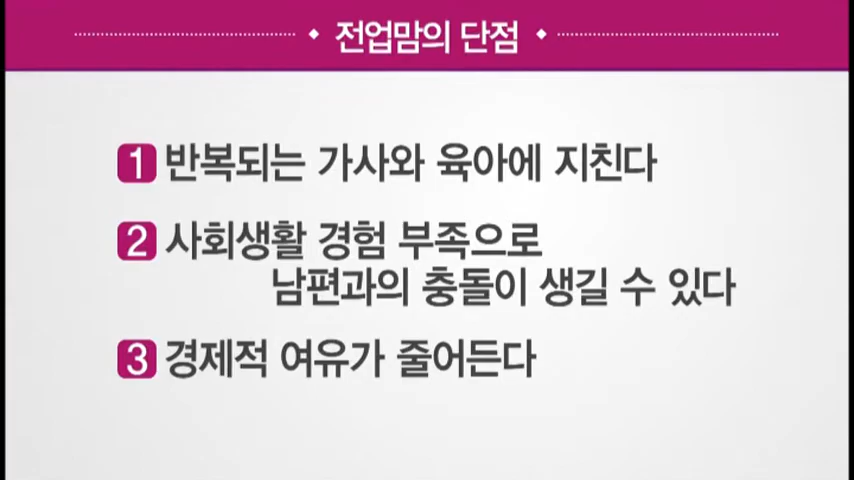 전업맘의 단점
1 반복되는 가사와 육아에 지친다
2 사회생활 경험 부족으로
남편과의 충돌이 생길 수 있다
3 경제적 여유가 줄어든다